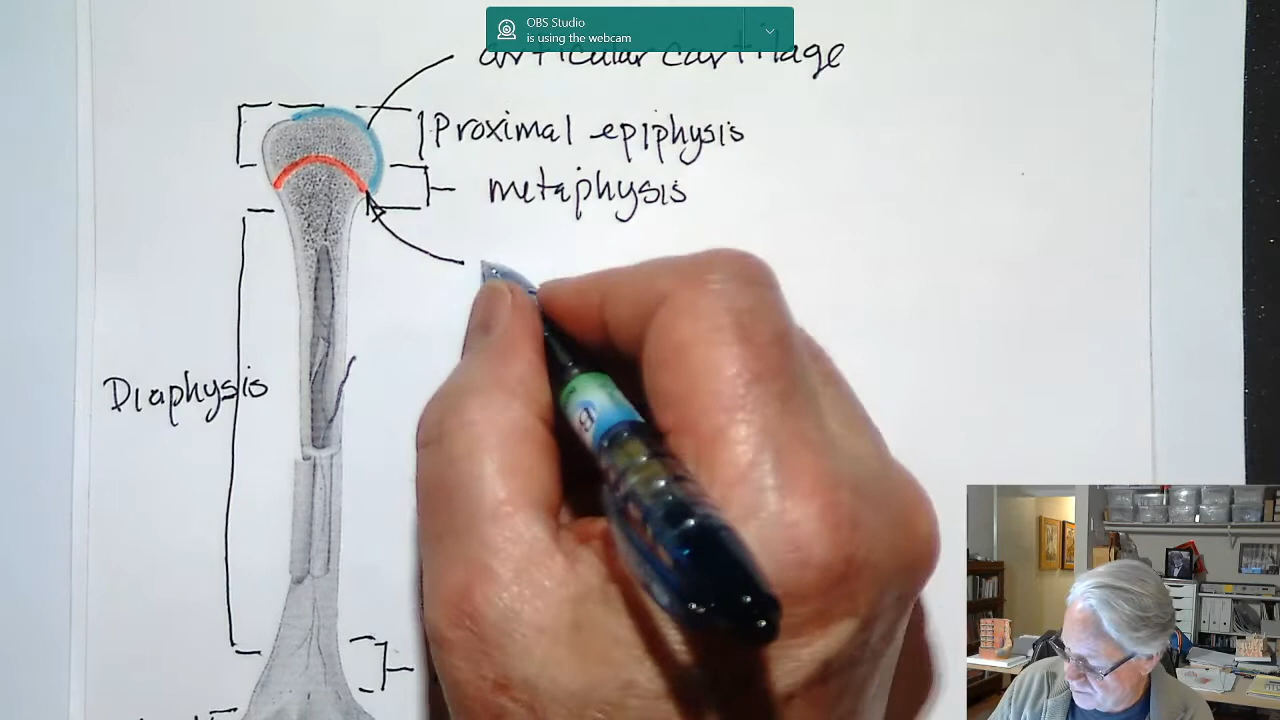 OBS Studio
is using the webcam
articular cartilage
Proximal epiphysis
metaphysis
Diaphysis
B